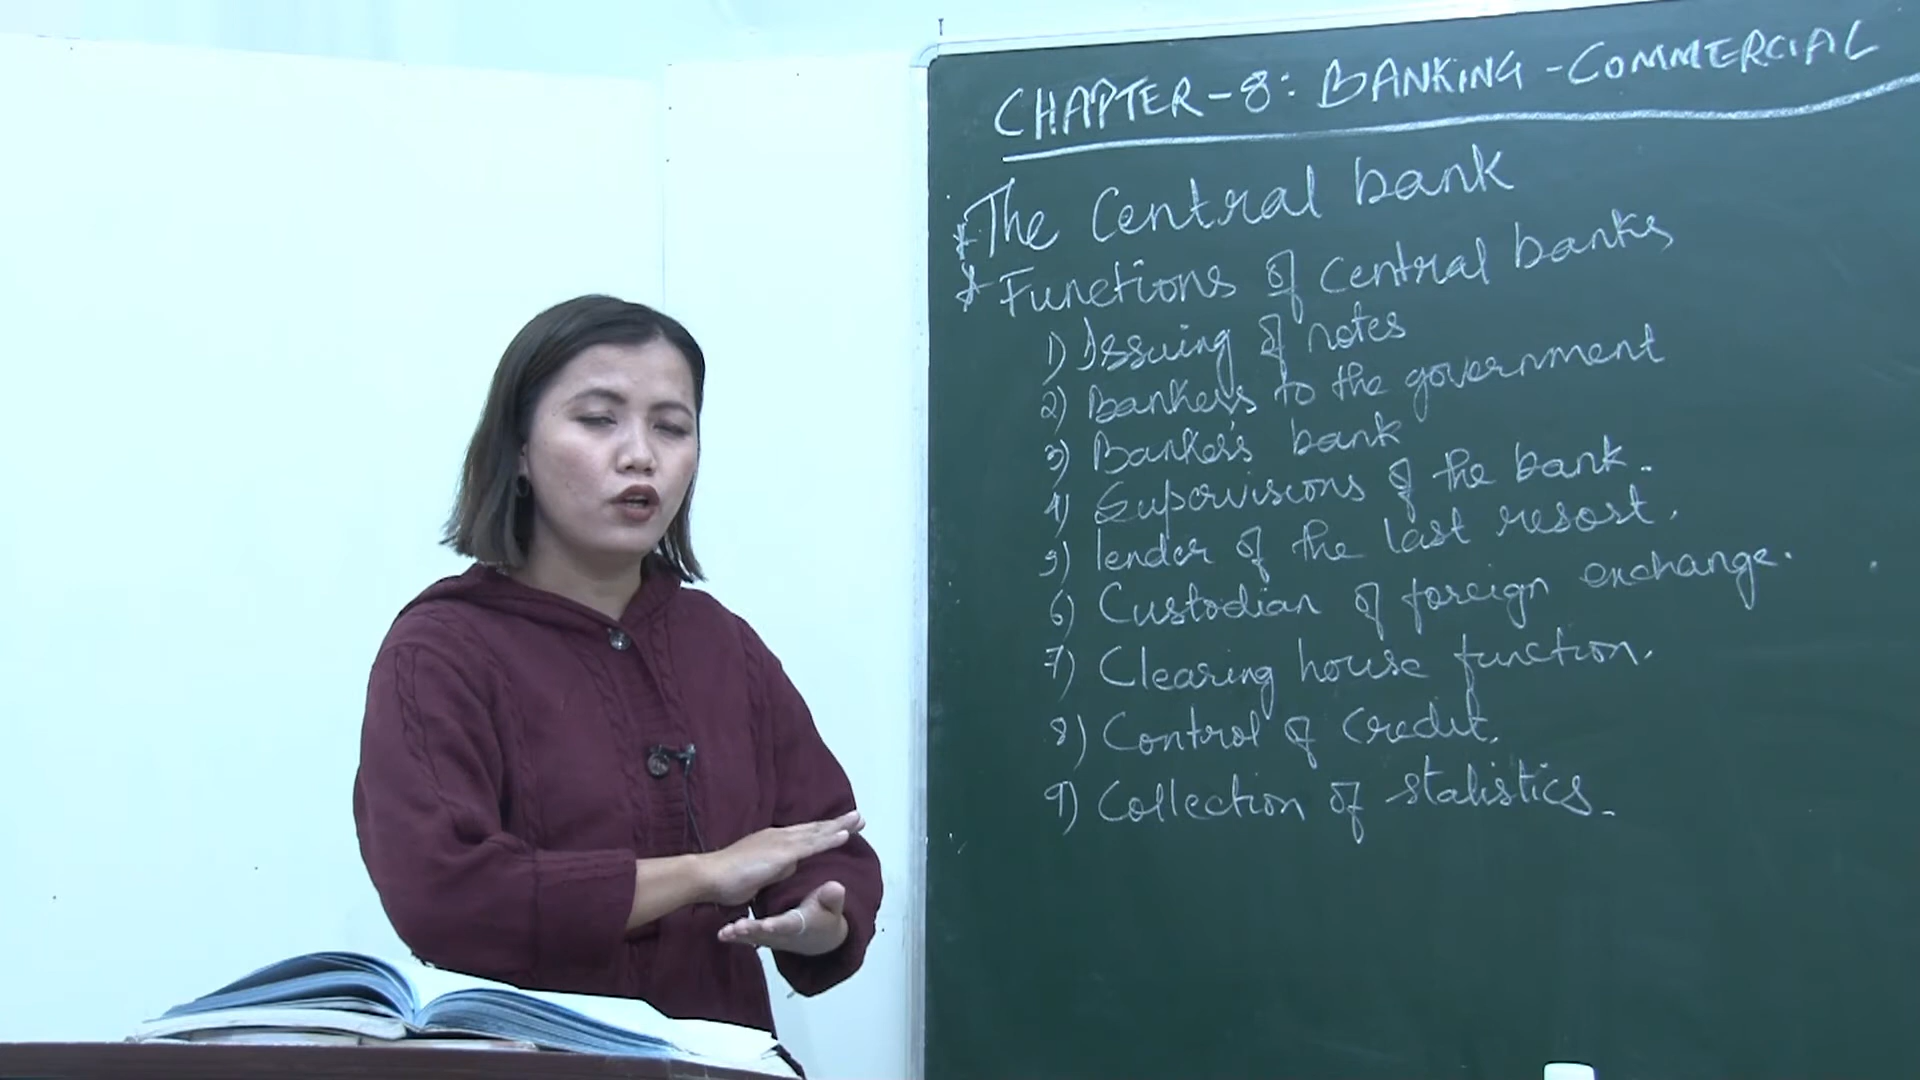 CHAPTER-8: BANKING-COMMERCIAL
* The Central bank
* Functions of central banks
1) Issuing of notes
2) Bankers to the government
3) Banker's bank
4) Supervisions of the bank.
5) lender of the last resort.
6) Custodian of foreign exchange.
7) Clearing house function.
8) Control of credit.
9) Collection of statistics.